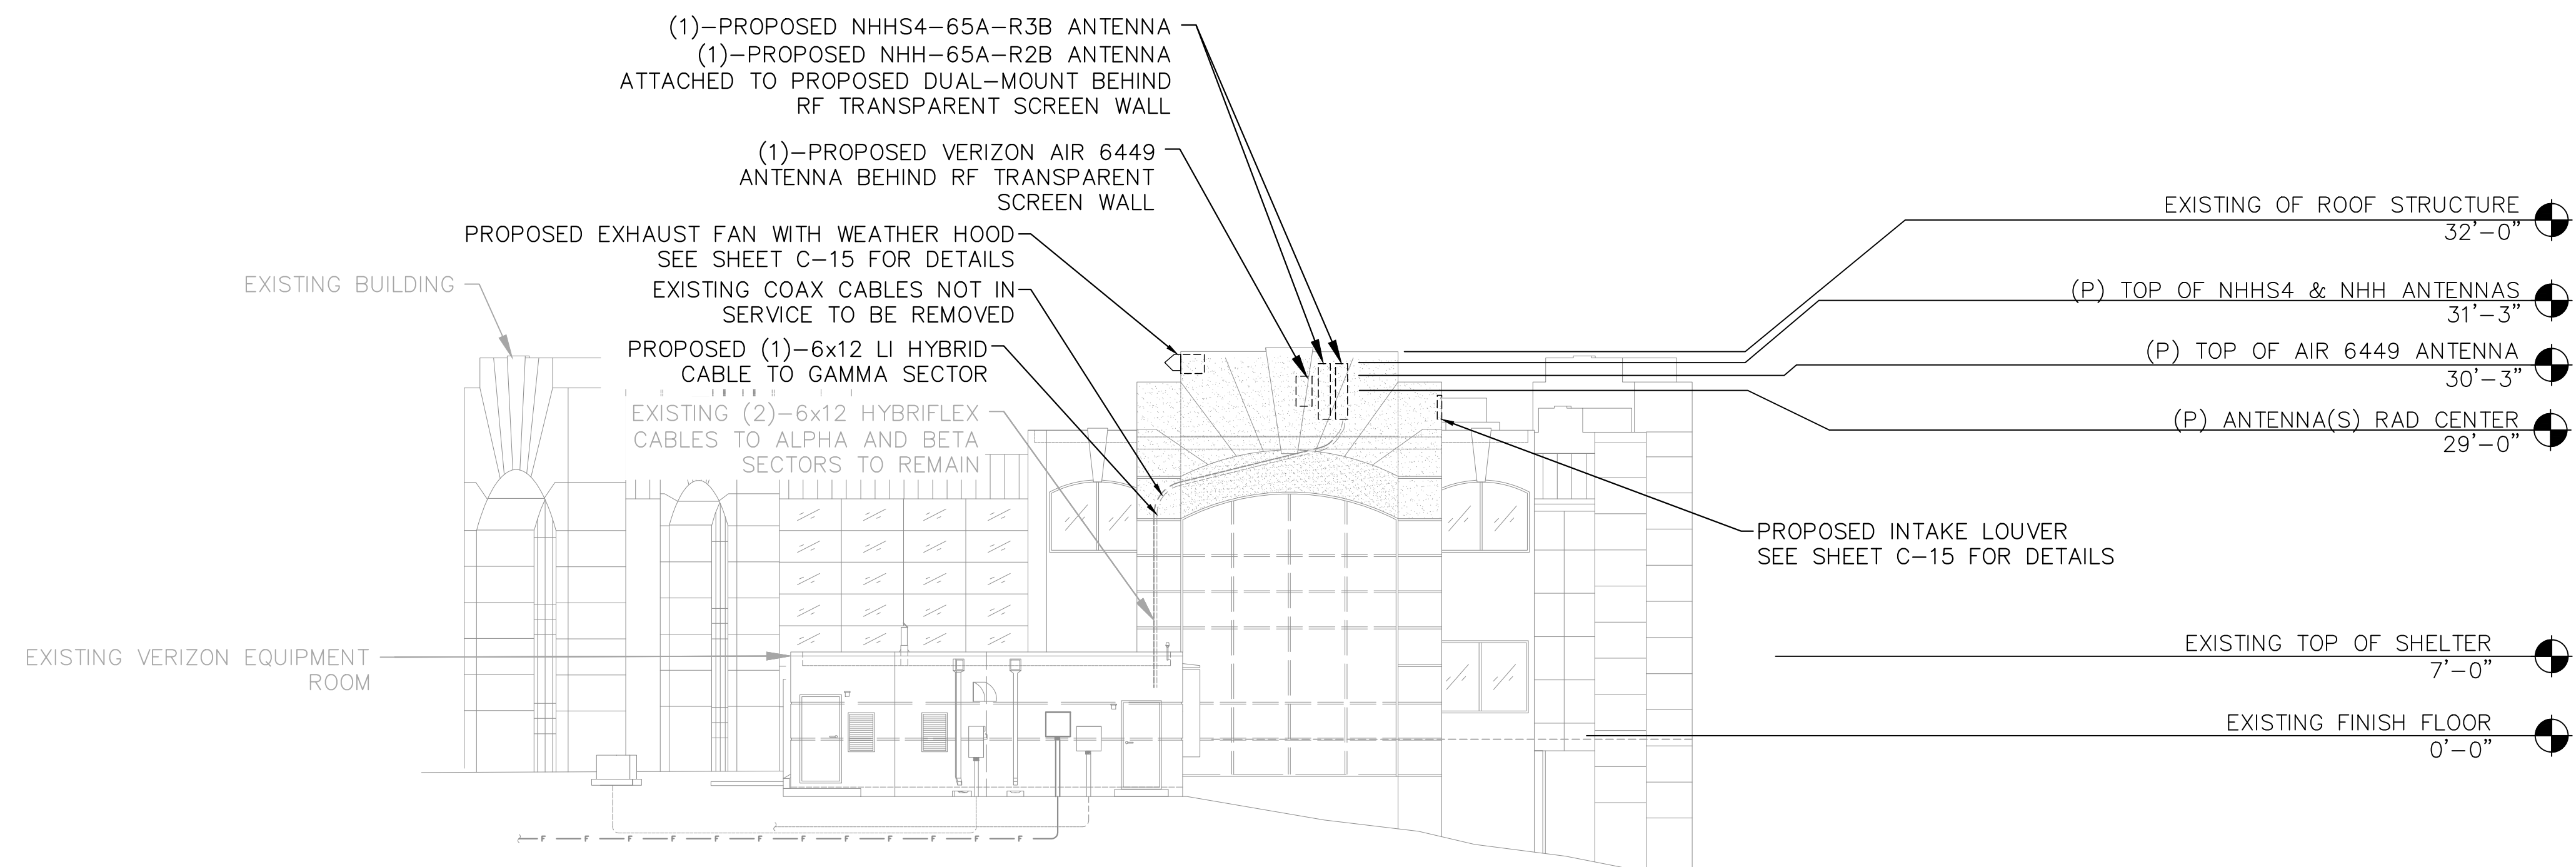 (1)-PROPOSED NHHS4-65A-R3B ANTENNA
(1)-PROPOSED NHH-65A-R2B ANTENNA
ATTACHED TO PROPOSED DUAL-MOUNT BEHIND
RF TRANSPARENT SCREEN WALL
(1)-PROPOSED VERIZON AIR 6449
ANTENNA BEHIND RF TRANSPARENT
SCREEN WALL
PROPOSED EXHAUST FAN WITH WEATHER HOOD
SEE SHEET C-15 FOR DETAILS
EXISTING BUILDING
EXISTING COAX CABLES NOT IN
SERVICE TO BE REMOVED
PROPOSED (1)-6x12 LI HYBRID
CABLE TO GAMMA SECTOR
EXISTING (2)-6x12 HYBRIFLEX
CABLES TO ALPHA AND BETA
SECTORS TO REMAIN
EXISTING VERIZON EQUIPMENT
ROOM
EXISTING OF ROOF STRUCTURE
32'-0"
(P) TOP OF NHHS4 & NHH ANTENNAS
31'-3"
(P) TOP OF AIR 6449 ANTENNA
30'-3"
(P) ANTENNA(S) RAD CENTER
29'-0"
PROPOSED INTAKE LOUVER
SEE SHEET C-15 FOR DETAILS
EXISTING TOP OF SHELTER
7'-0"
EXISTING FINISH FLOOR
0'-0"
F F F F F F F F F F F F